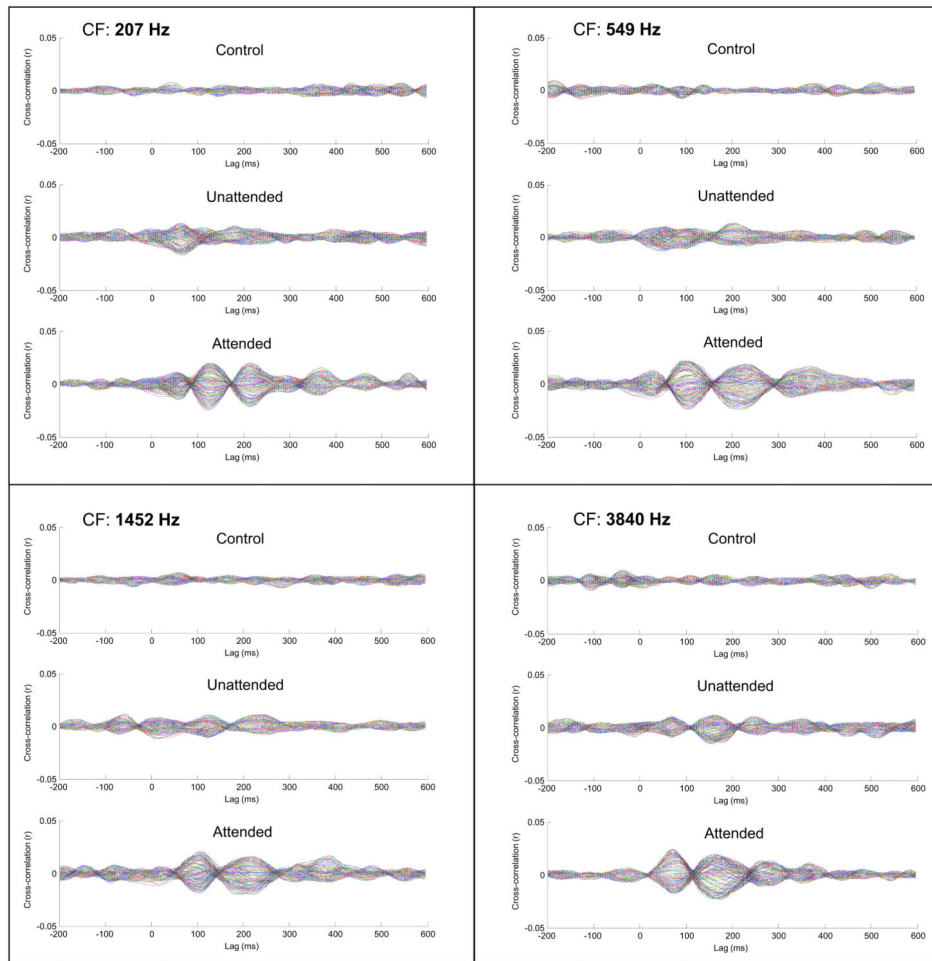 CF: 207 Hz
Control
0.05
0
-0.05
Cross-correlation (r)
-200 -100 0 100 200 300 400 500 600
Lag (ms)
Unattended
0.05
0
-0.05
Cross-correlation (r)
-200 -100 0 100 200 300 400 500 600
Lag (ms)
Attended
0.05
0
-0.05
Cross-correlation (r)
-200 -100 0 100 200 300 400 500 600
Lag (ms)
CF: 549 Hz
Control
0.05
0
-0.05
Cross-correlation (r)
-200 -100 0 100 200 300 400 500 600
Lag (ms)
Unattended
0.05
0
-0.05
Cross-correlation (r)
-200 -100 0 100 200 300 400 500 600
Lag (ms)
Attended
0.05
0
-0.05
Cross-correlation (r)
-200 -100 0 100 200 300 400 500 600
Lag (ms)
CF: 1452 Hz
Control
0.05
0
-0.05
Cross-correlation (r)
-200 -100 0 100 200 300 400 500 600
Lag (ms)
Unattended
0.05
0
-0.05
Cross-correlation (r)
-200 -100 0 100 200 300 400 500 600
Lag (ms)
Attended
0.05
0
-0.05
Cross-correlation (r)
-200 -100 0 100 200 300 400 500 600
Lag (ms)
CF: 3840 Hz
Control
0.05
0
-0.05
Cross-correlation (r)
-200 -100 0 100 200 300 400 500 600
Lag (ms)
Unattended
0.05
0
-0.05
Cross-correlation (r)
-200 -100 0 100 200 300 400 500 600
Lag (ms)
Attended
0.05
0
-0.05
Cross-correlation (r)
-200 -100 0 100 200 300 400 500 600
Lag (ms)